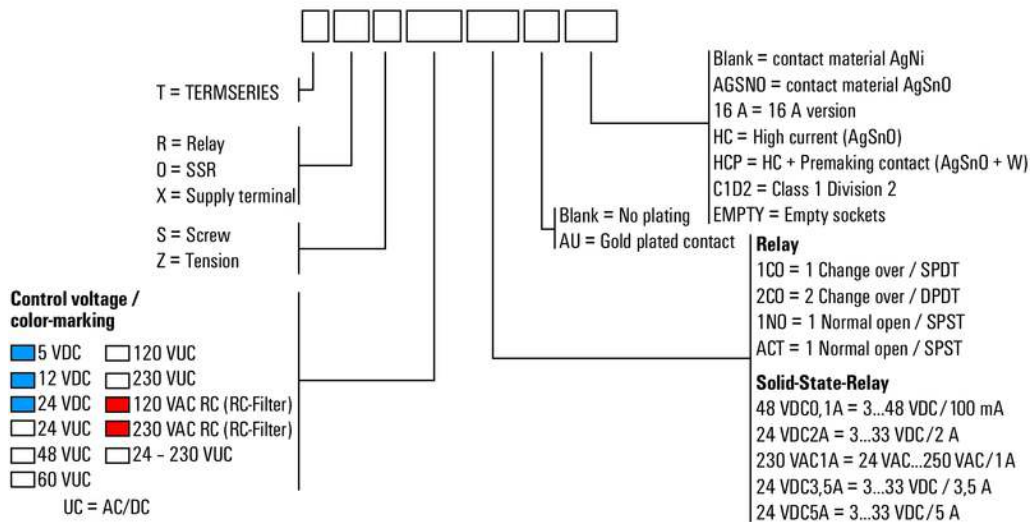 T = TERMSERIES
R = Relay
O = SSR
X = Supply terminal
S = Screw
Z = Tension
Control voltage /
color-marking
5 VDC
12 VDC
24 VDC
24 VUC
48 VUC
60 VUC
120 VUC
230 VUC
120 VAC RC (RC-Filter)
230 VAC RC (RC-Filter)
24 – 230 VUC
UC = AC/DC
Blank = contact material AgNi
AGSNO = contact material AgSnO
16 A = 16 A version
HC = High current (AgSnO)
HCP = HC + Premaking contact (AgSnO + W)
C1D2 = Class 1 Division 2
EMPTY = Empty sockets
Blank = No plating
AU = Gold plated contact
Relay
1CO = 1 Change over / SPDT
2CO = 2 Change over / DPDT
1NO = 1 Normal open / SPST
ACT = 1 Normal open / SPST
Solid-State-Relay
48 VDC0,1A = 3...48 VDC/100 mA
24 VDC2A = 3...33 VDC/2 A
230 VAC1A = 24 VAC...250 VAC/1A
24 VDC3,5A = 3...33 VDC / 3,5 A
24 VDC5A = 3...33 VDC/5 A